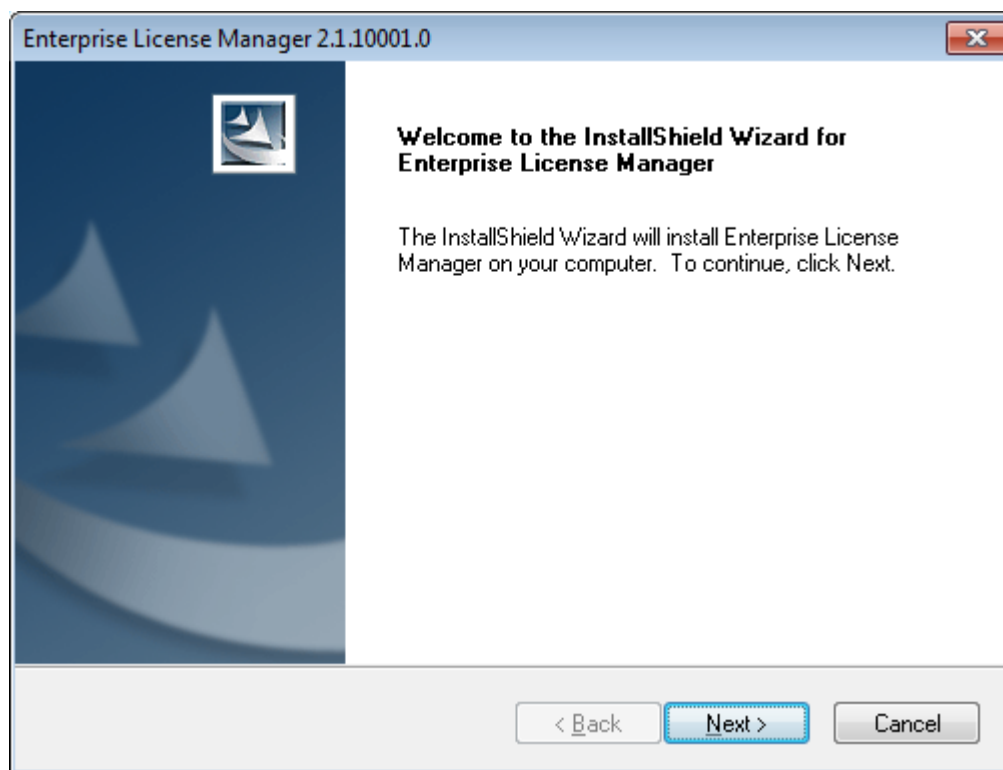 Enterprise License Manager 2.1.10001.0
Welcome to the InstallShield Wizard for
Enterprise License Manager
The InstallShield Wizard will install Enterprise License
Manager on your computer.  To continue, click Next.
< Back
Next >
Cancel